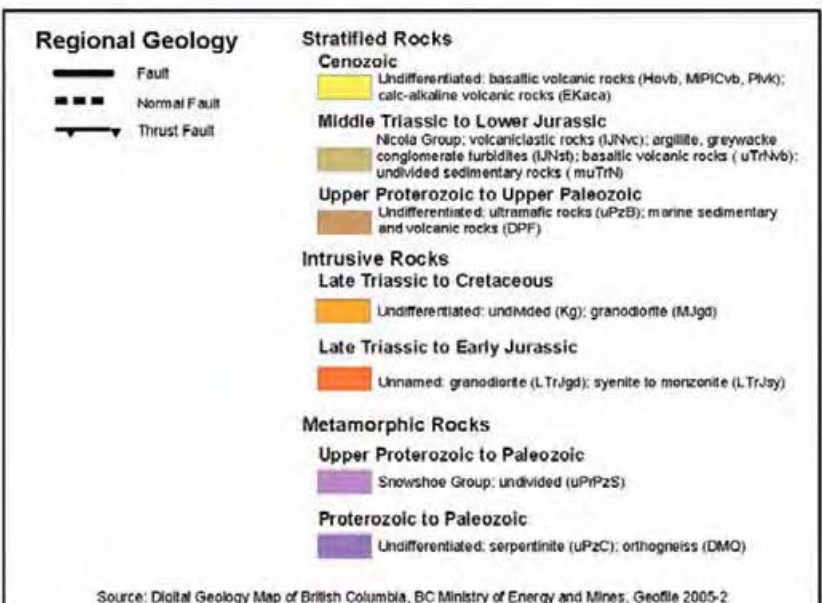 Regional Geology
Fault
Normal Fault
Thrust Fault
Stratified Rocks
Cenozoic
Undifferentiated: basaltic volcanic rocks (Hovb, MiPlCvb, Plvk);
calc-alkaline volcanic rocks (EKaca)
Middle Triassic to Lower Jurassic
Nicola Group: volcaniclastic rocks (lJNvc); argillite, greywacke
conglomerate turbidites (lJNst); basaltic volcanic rocks ( uTrNvb);
undivided sedimentary rocks ( muTrN)
Upper Proterozoic to Upper Paleozoic
Undifferentiated: ultramafic rocks (uPzB); marine sedimentary
and volcanic rocks (DPF)
Intrusive Rocks
Late Triassic to Cretaceous
Undifferentiated: undivided (Kg); granodiorite (MJgd)
Late Triassic to Early Jurassic
Unnamed: granodiorite (LTrJgd); syenite to monzonite (LTrJsy)
Metamorphic Rocks
Upper Proterozoic to Paleozoic
Snowshoe Group: undivided (uPrPzS)
Proterozoic to Paleozoic
Undifferentiated: serpentinite (uPzC); orthogneiss (DMO)
Source: Digital Geology Map of British Columbia, BC Ministry of Energy and Mines, Geofile 2005-2